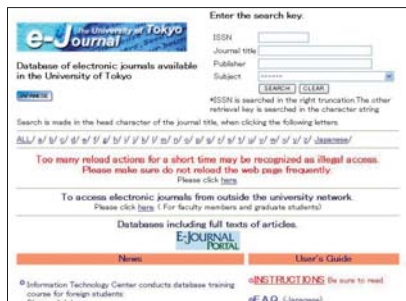 The University of Tokyo
e-Journal
Database of electronic journals available
in the University of Tokyo
JAPANESE
Enter the search key.
ISSN
Journal title
Publisher
Subject ------
SEARCH CLEAR
*ISSN is searched in the right truncation.The other
retrieval key is searched in the character string
Search is made in the head character of the journal title, when clicking the following letters.
ALL/ a/ b/ c/ d/ e/ f/ g/ h/ i/ j/ k/ l/ m/ n/ o/ p/ q/ r/ s/ t/ u/ v/ w/ x/ y/ z/ Japanese/
Too many reload actions for a short time may be recognized as illegal access.
Please make sure do not reload the web page frequently.
Please click here.
To access electronic journals from outside the university network.
Please click here. ( For faculty members and graduate students)
Databases including full texts of articles.
E-JOURNAL
PORTAL
News
User's Guide
Information Technology Center conducts database training
course for foreign students
INSTRUCTIONS Be sure to read.
F.A.Q. (Japanese)